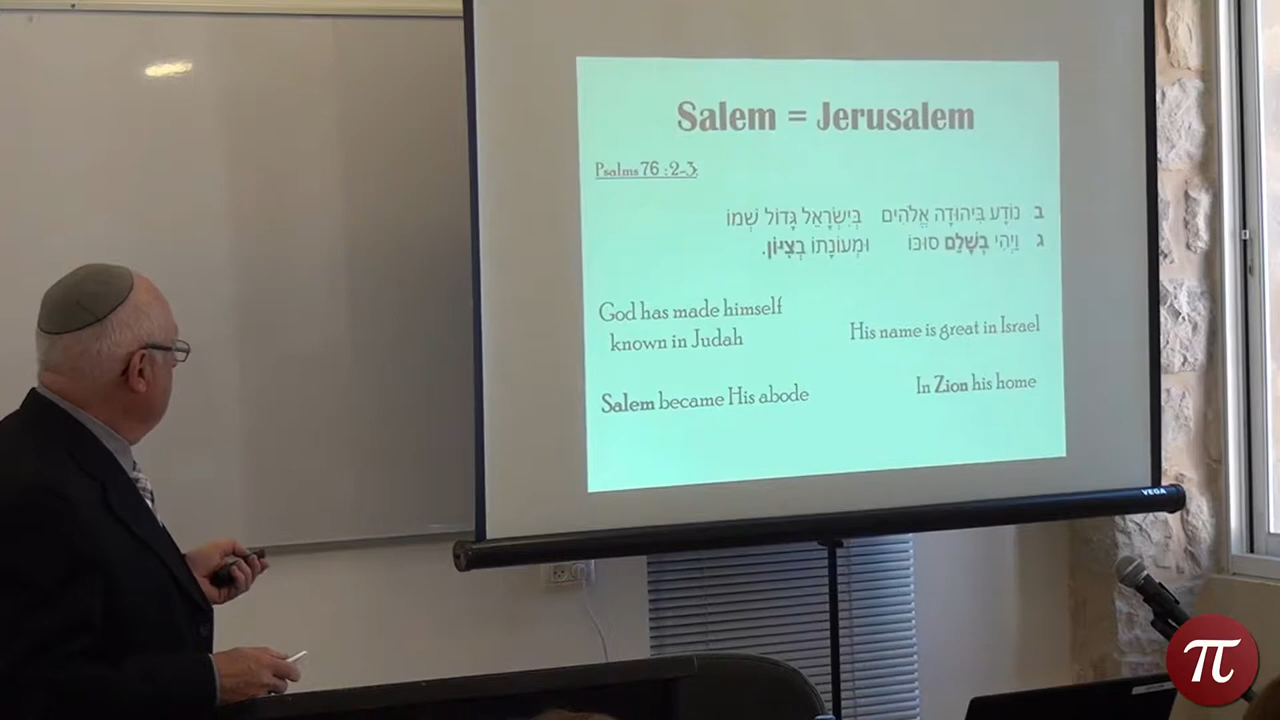 Salem = Jerusalem
Psalms 76 :2-3:
ב נוֹדָע בִּיהוּדָה אֱלֹהִים בְּיִשְׂרָאֵל גָּדוֹל שְׁמוֹ
ג וַיְהִי בְשָׁלֵם סוּכּוֹ וּמְעוֹנָתוֹ בְצִיּוֹן.
God has made himself
known in Judah
His name is great in Israel
Salem became His abode
In Zion his home
VEGA
π